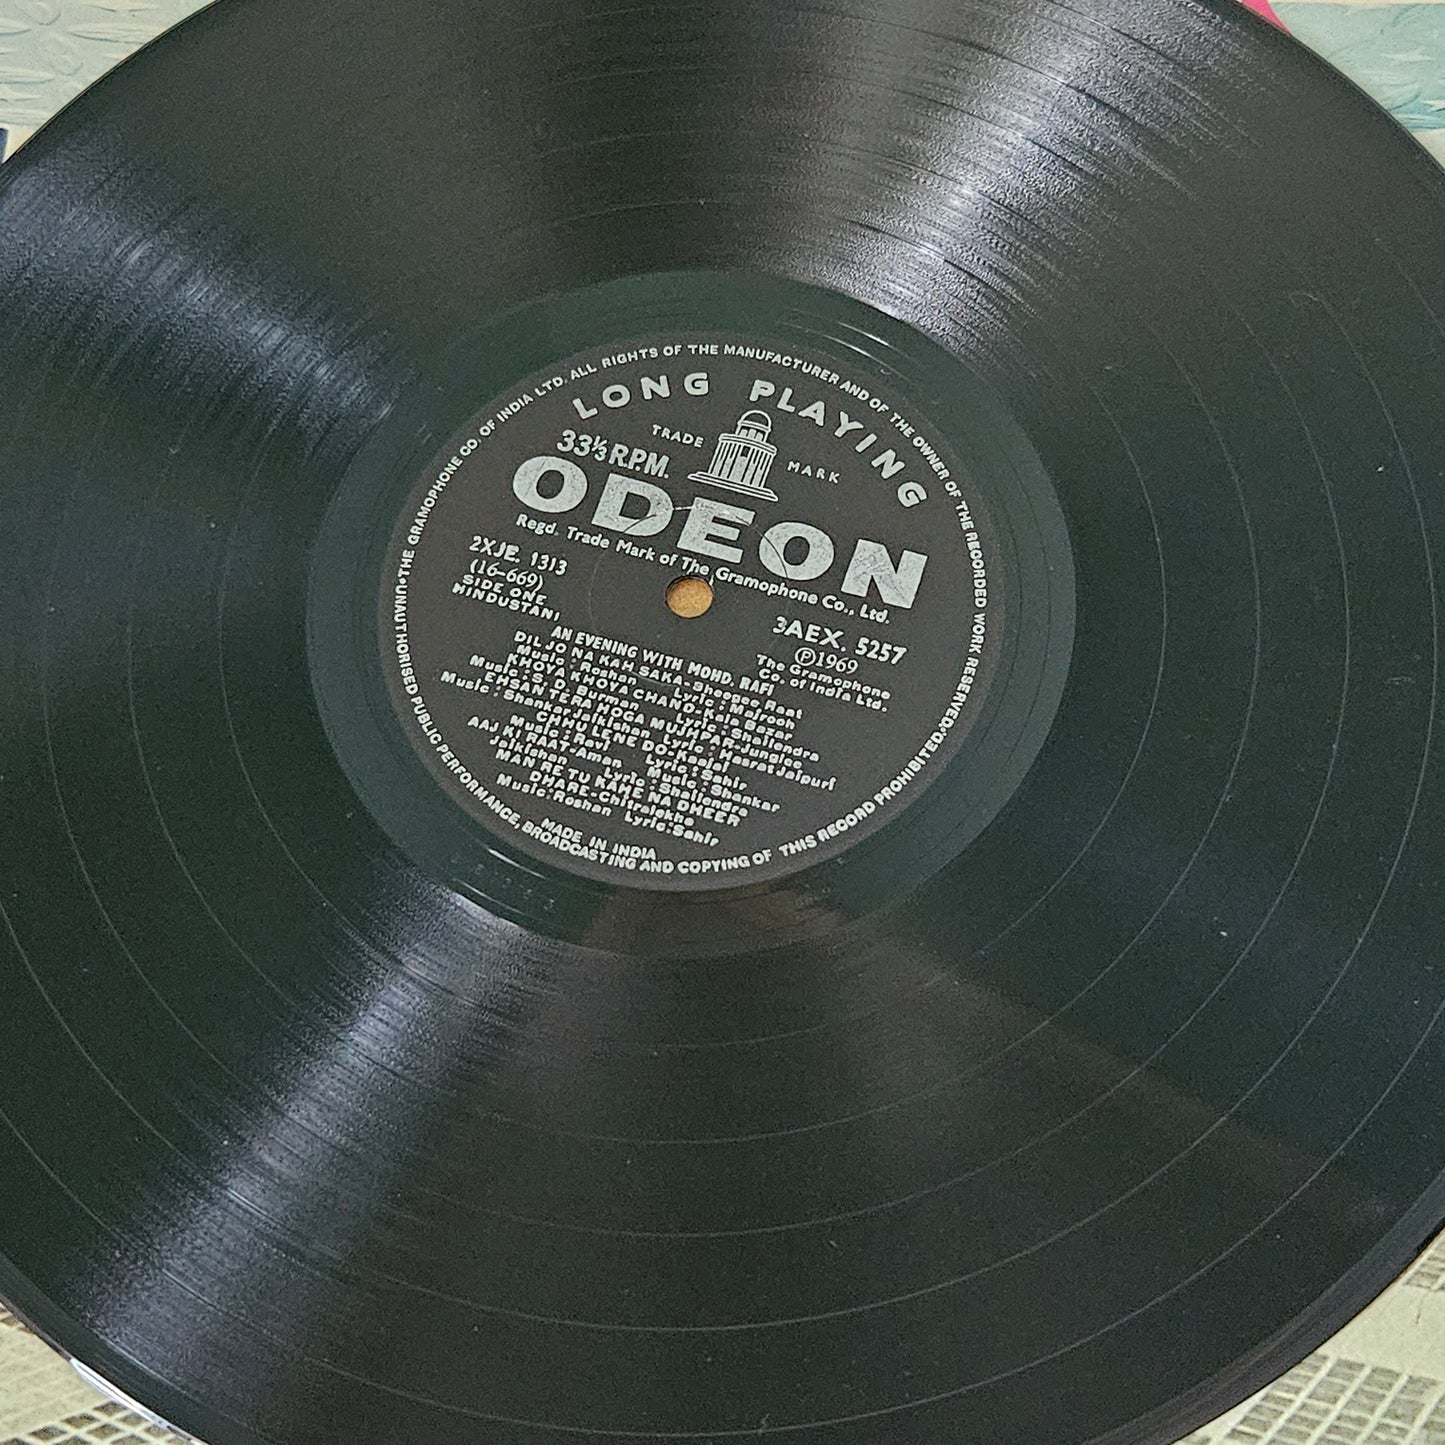 THE GRAMOPHONE CO. OF INDIA LTD. ALL RIGHTS OF THE MANUFACTURER AND OF THE OWNER OF THE RECORDED WORK RESERVED. UNAUTHORISED PUBLIC PERFORMANCE, BROADCASTING AND COPYING OF THIS RECORD PROHIBITED.
LONG PLAYING
TRADE MARK
33⅓ R.P.M.
ODEON
Regd. Trade Mark of The Gramophone Co., Ltd.
2XJE. 1313
(16-669)
SIDE ONE
HINDUSTANI
3AEX. 5257
Ⓟ1969
The Gramophone
Co. of India Ltd.
AN EVENING WITH MOHD. RAFI
DIL JO NA KAH SAKA-Bheegee Raat
Music : Roshan Lyric : Majrooh
KHOYA KHOYA CHAND-Kala Bazar
Music : S. D. Burman Lyric : Shailendra
EHSAN TERA HOGA MUJHPAR-Junglee
Music : ShankarJaikishan Lyric : HasratJaipuri
CHHU LENE DO-Kaajal
Music : Ravi Lyric : Sahir
AAJ KI RAAT-Aman Music : Shankar
Jaikishan Lyric : Shailendra
MAN RE TU KAHE NA DHEER
DHARE-Chitralekha
Music:Roshan Lyric:Sahir
MADE IN INDIA